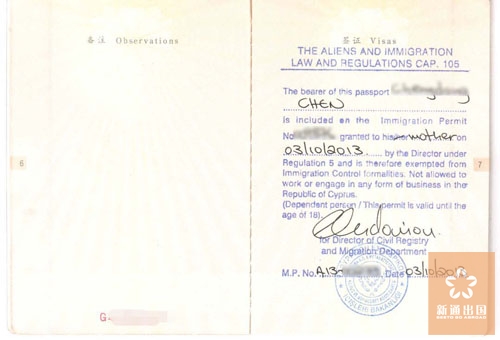 备注 Observations
6
G
签证 Visas
THE ALIENS AND IMMIGRATION
LAW AND REGULATIONS CAP. 105
The bearer of this passport
CHEN
is included on the Immigration Permit
No granted to his mother on
03/10/2013 by the Director under
Regulation 5 and is therefore exempted from
Immigration Control formalities. Not allowed to
work or engage in any form of business in the
Republic of Cyprus.
(Dependent person / This permit is valid until the
age of 18).
for Director of Civil Registry
and Migration Department
M.P. No. A13- Date 03/10/2013
7
新通出国